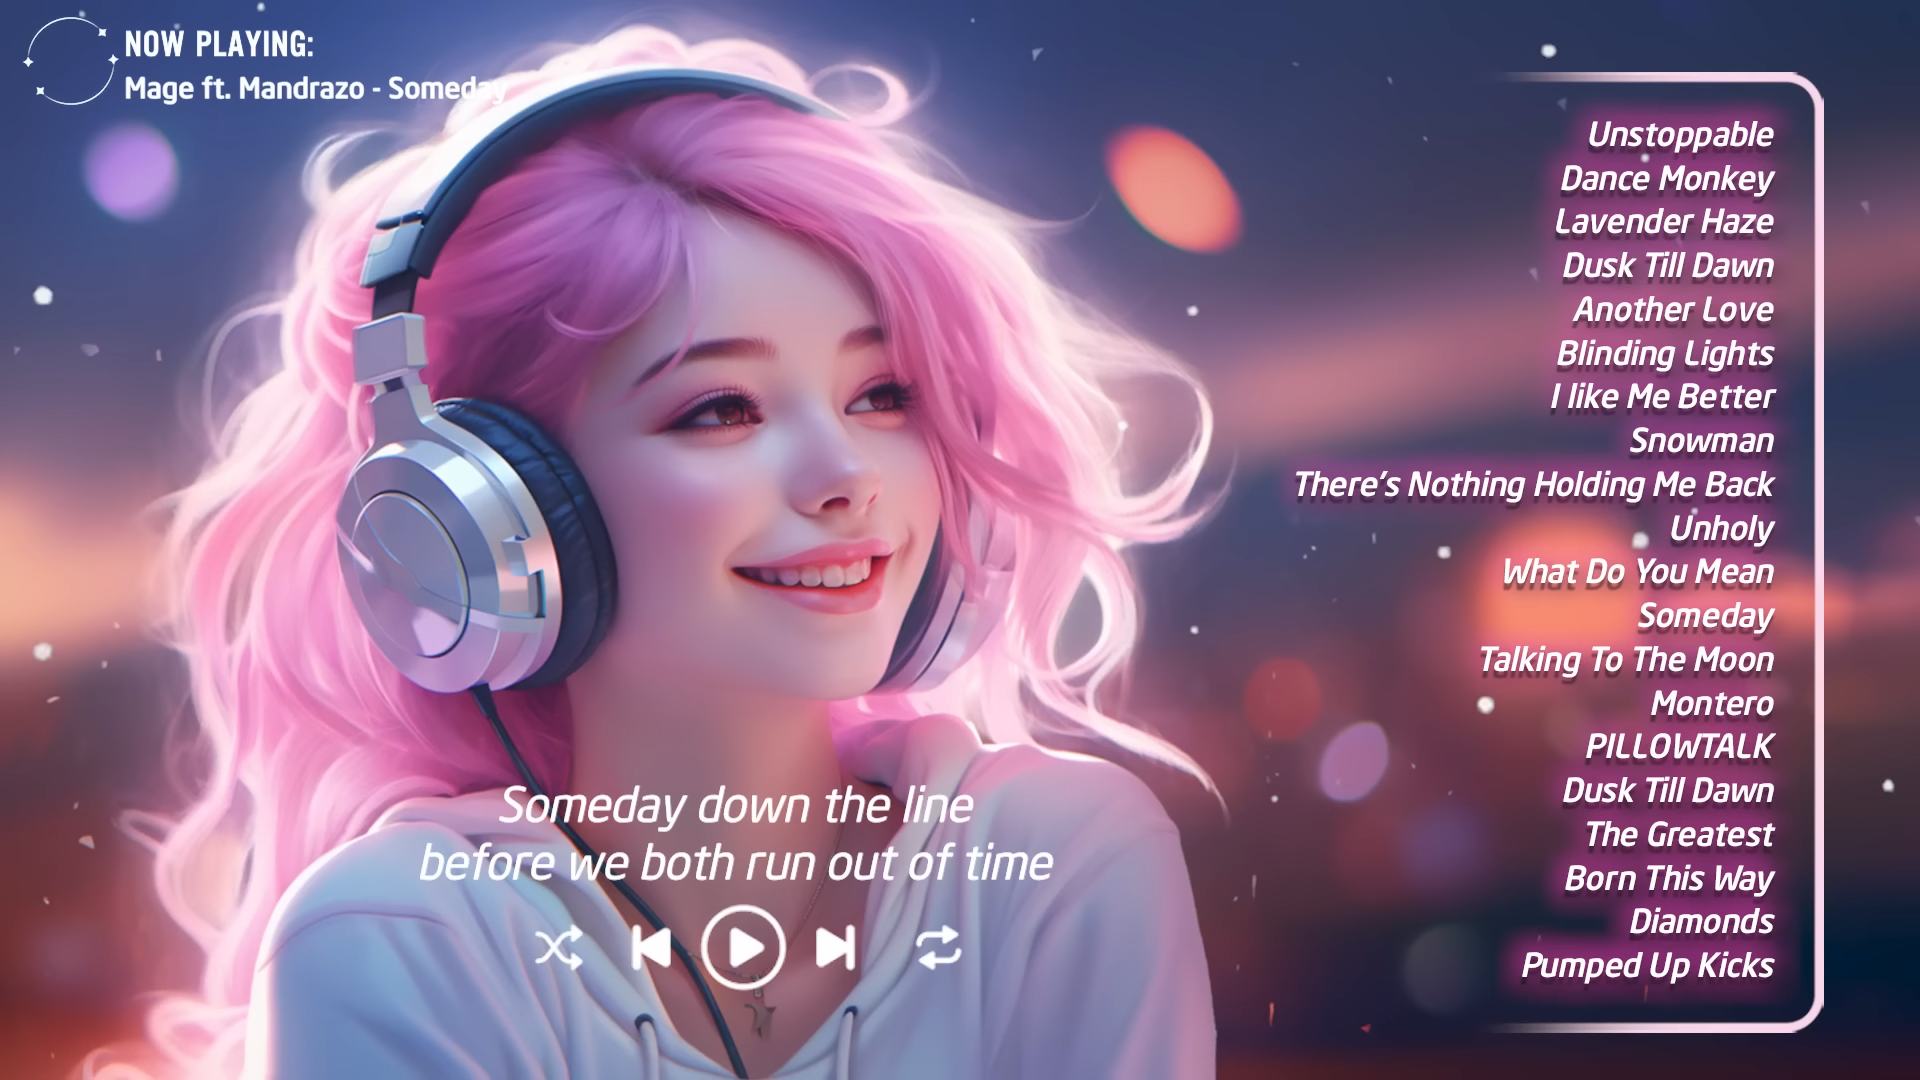 NOW PLAYING:
Mage ft. Mandrazo - Someday
Unstoppable
Dance Monkey
Lavender Haze
Dusk Till Dawn
Another Love
Blinding Lights
I like Me Better
Snowman
There's Nothing Holding Me Back
Unholy
What Do You Mean
Someday
Talking To The Moon
Montero
PILLOWTALK
Dusk Till Dawn
The Greatest
Born This Way
Diamonds
Pumped Up Kicks
Someday down the line
before we both run out of time